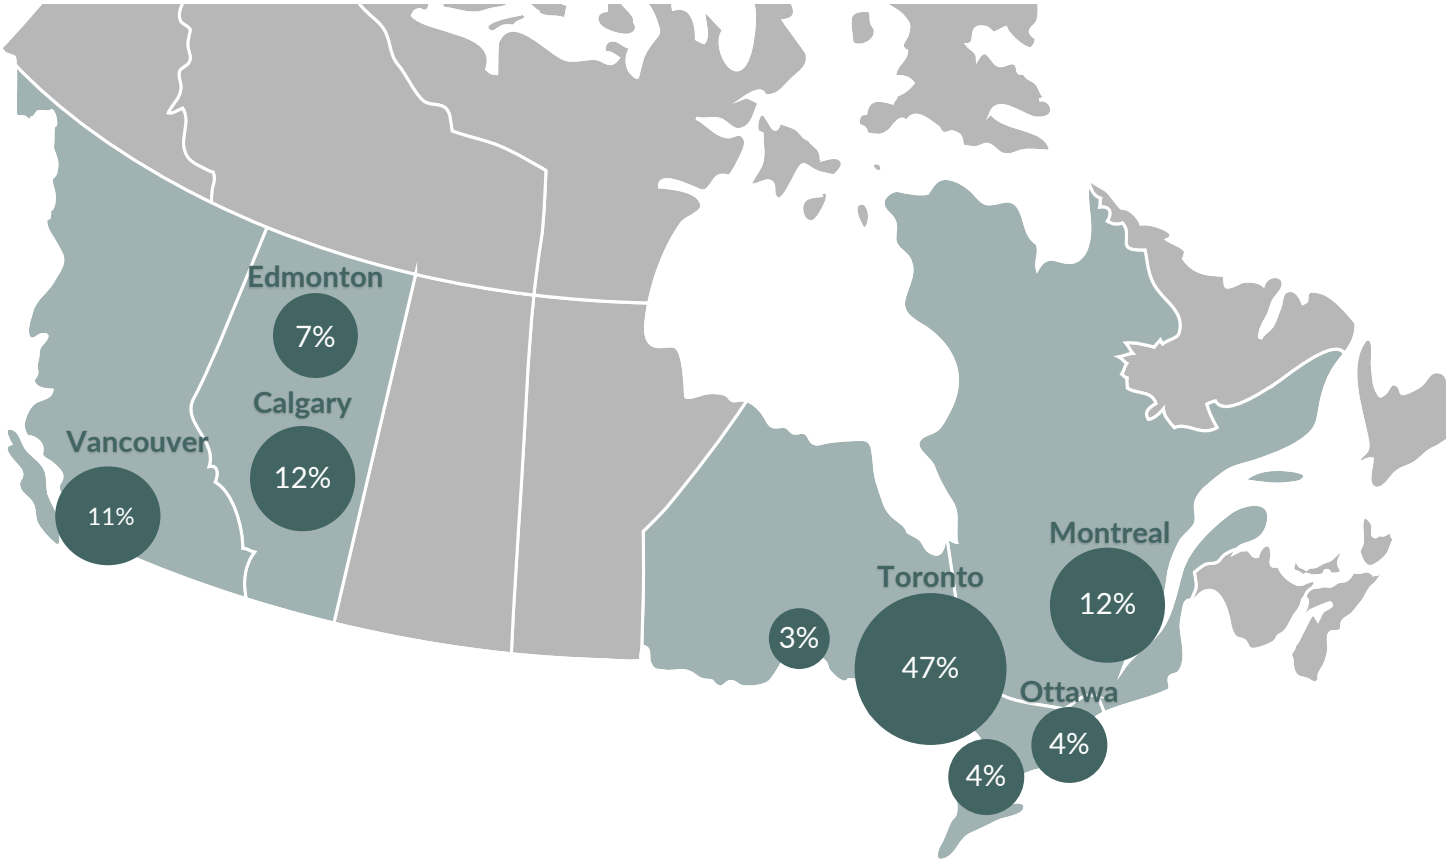 Edmonton
7%
Calgary
12%
Vancouver
11%
Montreal
12%
Toronto
47%
3%
Ottawa
4%
4%